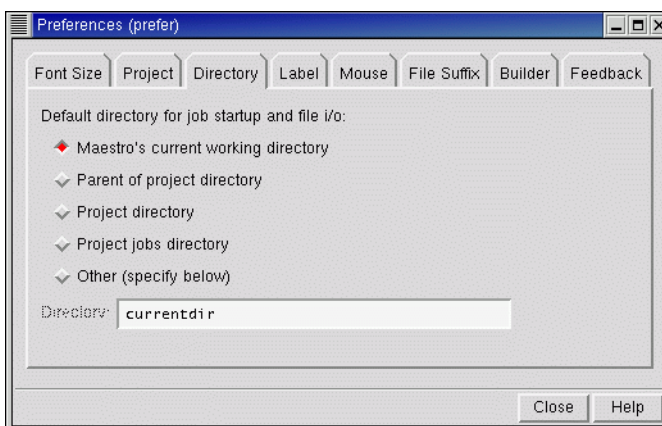 Preferences (prefer)
Font Size Project Directory Label Mouse File Suffix Builder Feedback
Default directory for job startup and file i/o:
Maestro's current working directory
Parent of project directory
Project directory
Project jobs directory
Other (specify below)
Directory: currentdir
Close Help